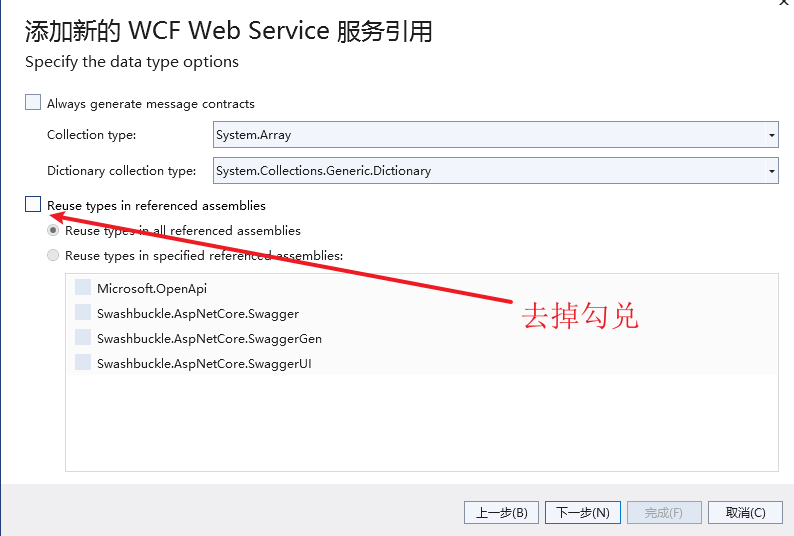 添加新的 WCF Web Service 服务引用
Specify the data type options
Always generate message contracts
Collection type:
System.Array
Dictionary collection type:
System.Collections.Generic.Dictionary
Reuse types in referenced assemblies
Reuse types in all referenced assemblies
Reuse types in specified referenced assemblies:
Microsoft.OpenApi
Swashbuckle.AspNetCore.Swagger
去掉勾兑
Swashbuckle.AspNetCore.SwaggerGen
Swashbuckle.AspNetCore.SwaggerUI
上一步(B)
下一步(N)
完成(F)
取消(C)